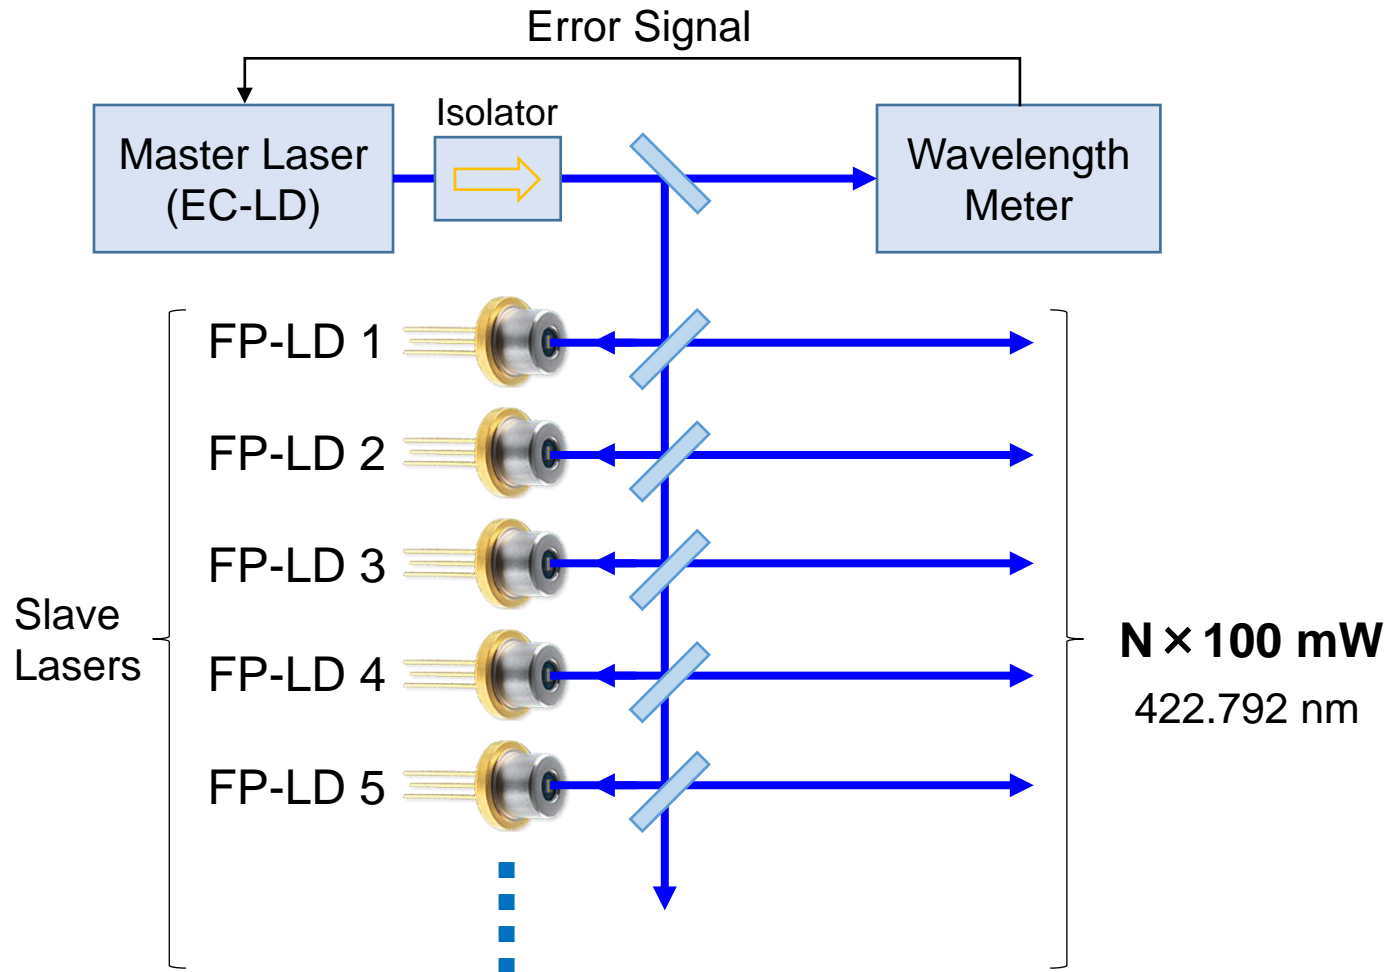 Error Signal
Isolator
Master Laser
(EC-LD)
Wavelength
Meter
FP-LD 1
FP-LD 2
FP-LD 3
FP-LD 4
FP-LD 5
Slave
Lasers
N×100 mW
422.792 nm